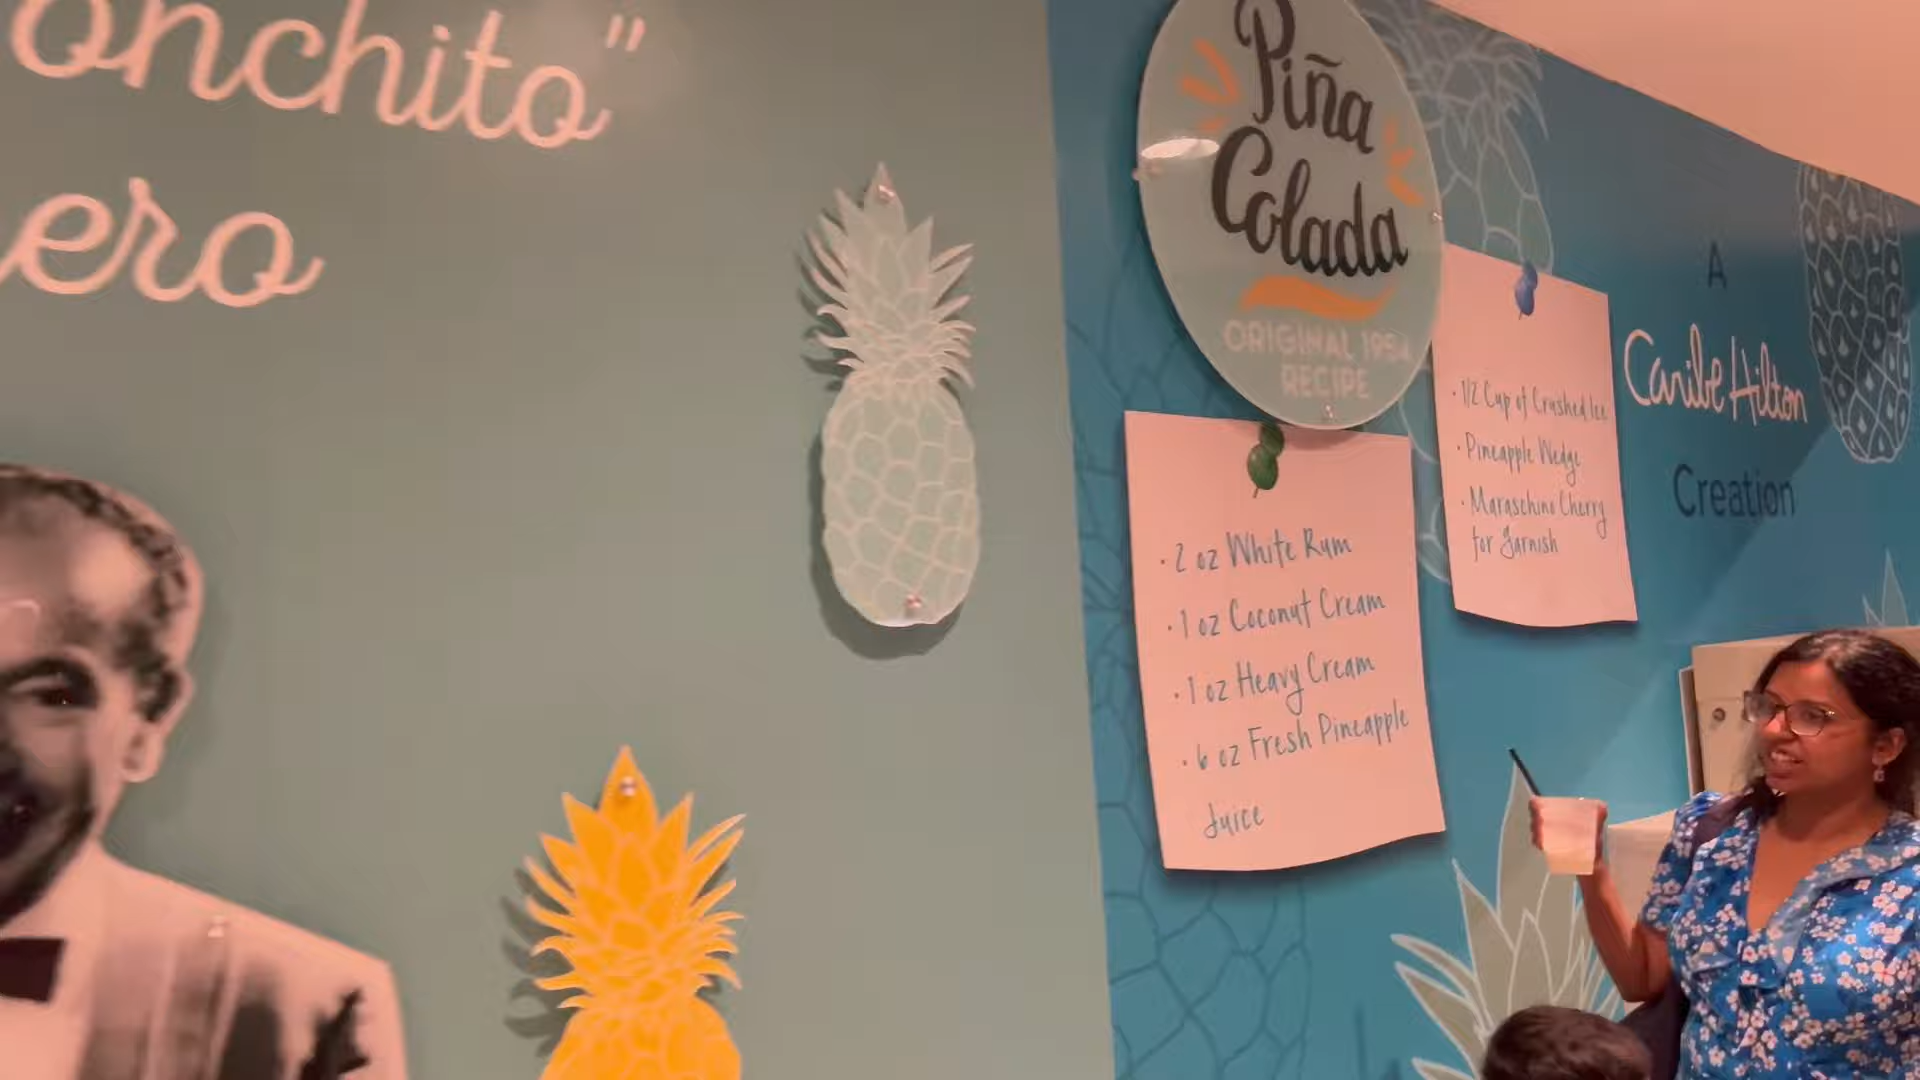 onchito"
ero
Piña
Colada
ORIGINAL 1954
RECIPE
· 2 oz White Rum
· 1 oz Coconut Cream
· 1 oz Heavy Cream
· 6 oz Fresh Pineapple
Juice
· 1/2 Cup of Crushed Ice
· Pineapple Wedge
· Maraschino Cherry
for Garnish
A
Caribe Hilton
Creation